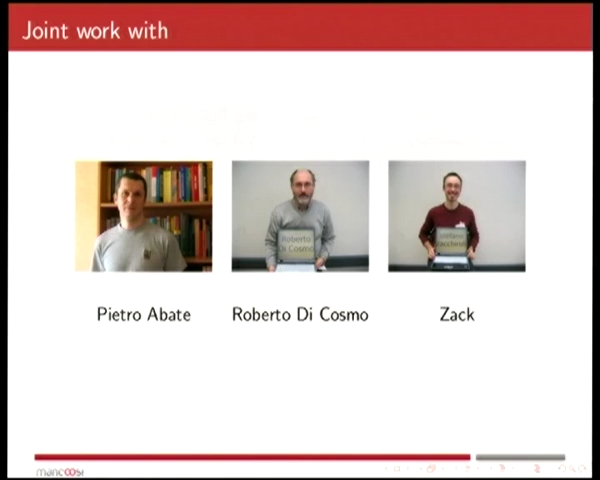 Joint work with
Roberto
Di Cosmo
Pietro Abate
Roberto Di Cosmo
Zack
mancoosi